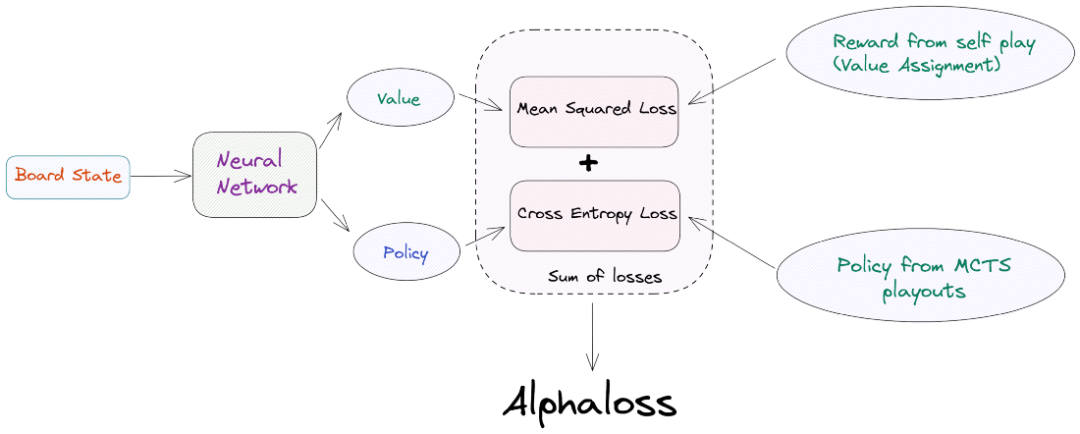 Board State
Neural
Network
Value
Policy
Mean Squared Loss
+
Cross Entropy Loss
Sum of losses
Reward from self play
(Value Assignment)
Policy from MCTS
playouts
Alphaloss